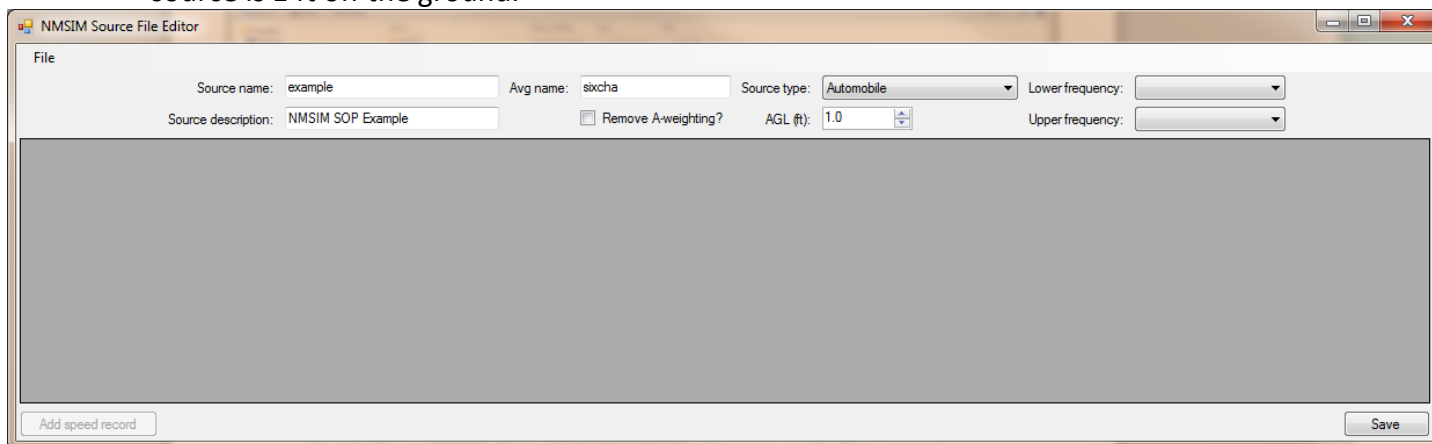 NMSIM Source File Editor
File
Source name: example Avg name: sixcha Source type: Automobile Lower frequency:
Source description: NMSIM SOP Example Remove A-weighting? AGL (ft): 1.0 Upper frequency:
Add speed record Save